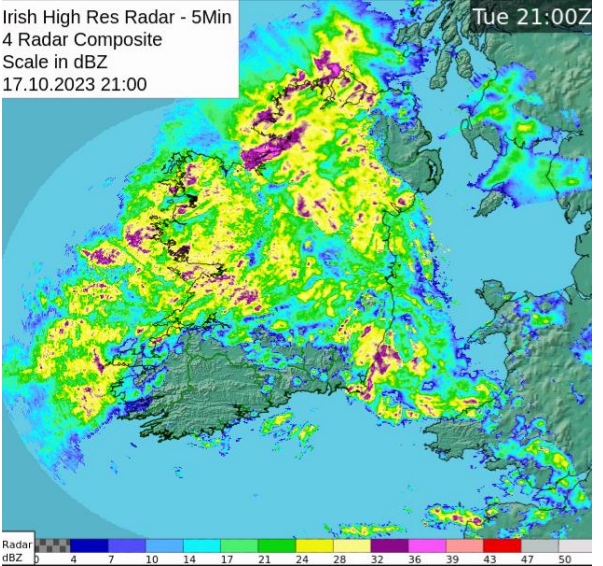 Irish High Res Radar - 5Min
4 Radar Composite
Scale in dBZ
17.10.2023 21:00
Tue 21:00Z
Radar
dBZ 0 4 7 10 14 17 21 24 28 32 36 39 43 47 50